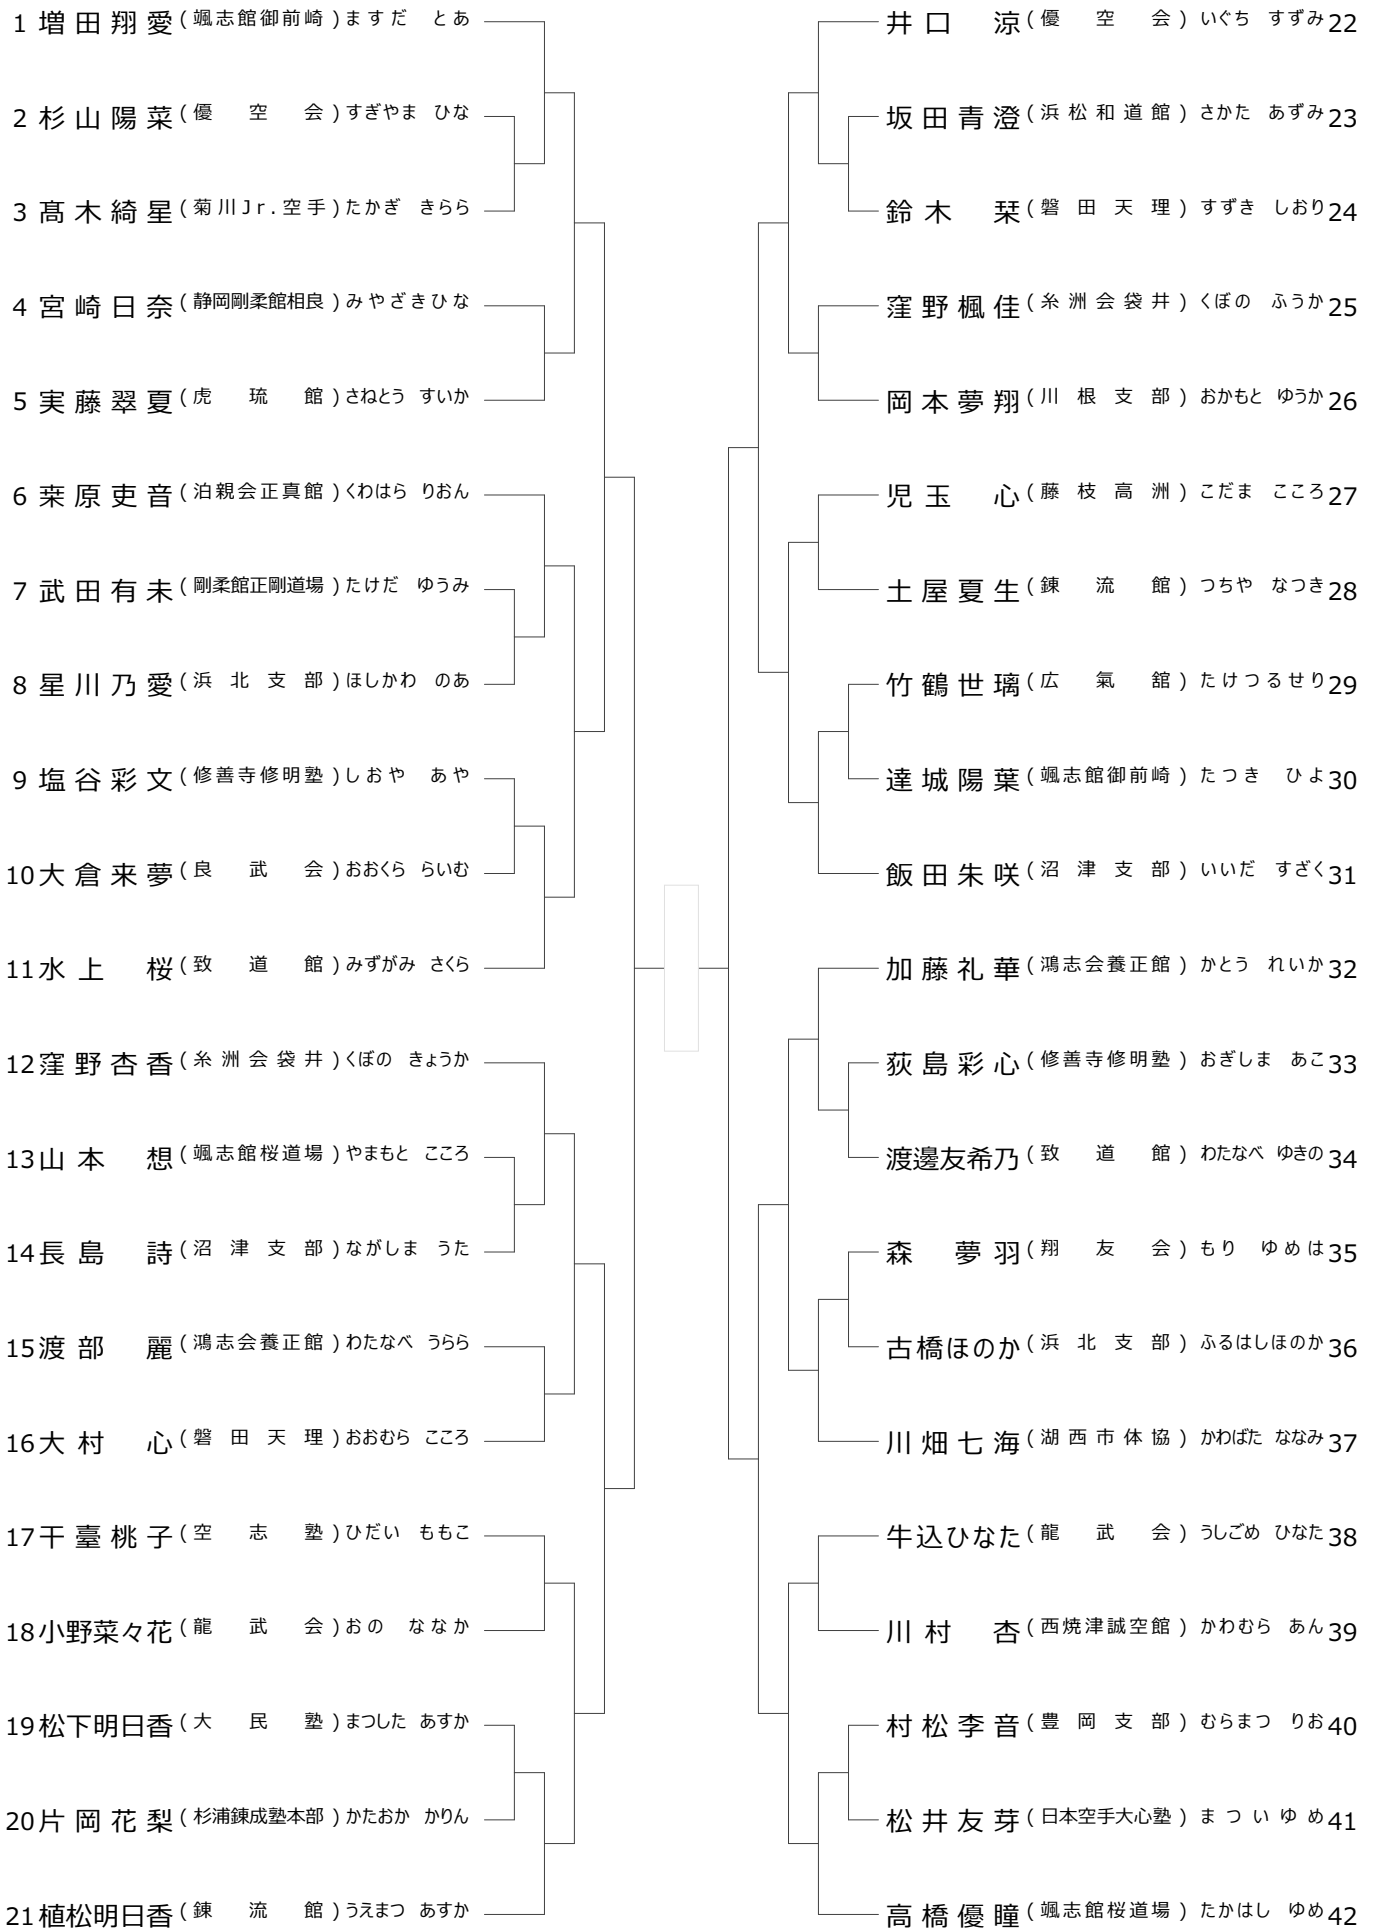 1 増田翔愛 (颯志館御前崎) ますだ とあ
2 杉山陽菜 (優空会) すぎやま ひな
3 髙木綺星 (菊川Jr.空手) たかぎ きらら
4 宮崎日奈 (静岡剛柔館相良) みやざきひな
5 実藤翠夏 (虎琉館) さねとう すいか
6 桒原吏音 (泊親会正真館) くわはら りおん
7 武田有未 (剛柔館正剛道場) たけだ ゆうみ
8 星川乃愛 (浜北支部) ほしかわ のあ
9 塩谷彩文 (修善寺修明塾) しおや あや
10 大倉来夢 (良武会) おおくら らいむ
11 水上桜 (致道館) みずがみ さくら
12 窪野杏香 (糸洲会袋井) くぼの きょうか
13 山本想 (颯志館桜道場) やまもと こころ
14 長島詩 (沼津支部) ながしま うた
15 渡部麗 (鴻志会養正館) わたなべ うらら
16 大村心 (磐田天理) おおむら こころ
17 干臺桃子 (空志塾) ひだい ももこ
18 小野菜々花 (龍武会) おの ななか
19 松下明日香 (大民塾) まつした あすか
20 片岡花梨 (杉浦錬成塾本部) かたおか かりん
21 植松明日香 (錬流館) うえまつ あすか
井口涼 (優空会) いぐち すずみ 22
坂田青澄 (浜松和道館) さかた あずみ 23
鈴木栞 (磐田天理) すずき しおり 24
窪野楓佳 (糸洲会袋井) くぼの ふうか 25
岡本夢翔 (川根支部) おかもと ゆうか 26
児玉心 (藤枝高洲) こだま こころ 27
土屋夏生 (錬流館) つちや なつき 28
竹鶴世璃 (広氣舘) たけつるせり 29
達城陽葉 (颯志館御前崎) たつき ひよ 30
飯田朱咲 (沼津支部) いいだ すざく 31
加藤礼華 (鴻志会養正館) かとう れいか 32
荻島彩心 (修善寺修明塾) おぎしま あこ 33
渡邊友希乃 (致道館) わたなべ ゆきの 34
森夢羽 (翔友会) もり ゆめは 35
古橋ほのか (浜北支部) ふるはしほのか 36
川畑七海 (湖西市体協) かわばた ななみ 37
牛込ひなた (龍武会) うしごめ ひなた 38
川村杏 (西焼津誠空館) かわむら あん 39
村松李音 (豊岡支部) むらまつ りお 40
松井友芽 (日本空手大心塾) まついゆめ 41
高橋優瞳 (颯志館桜道場) たかはし ゆめ 42